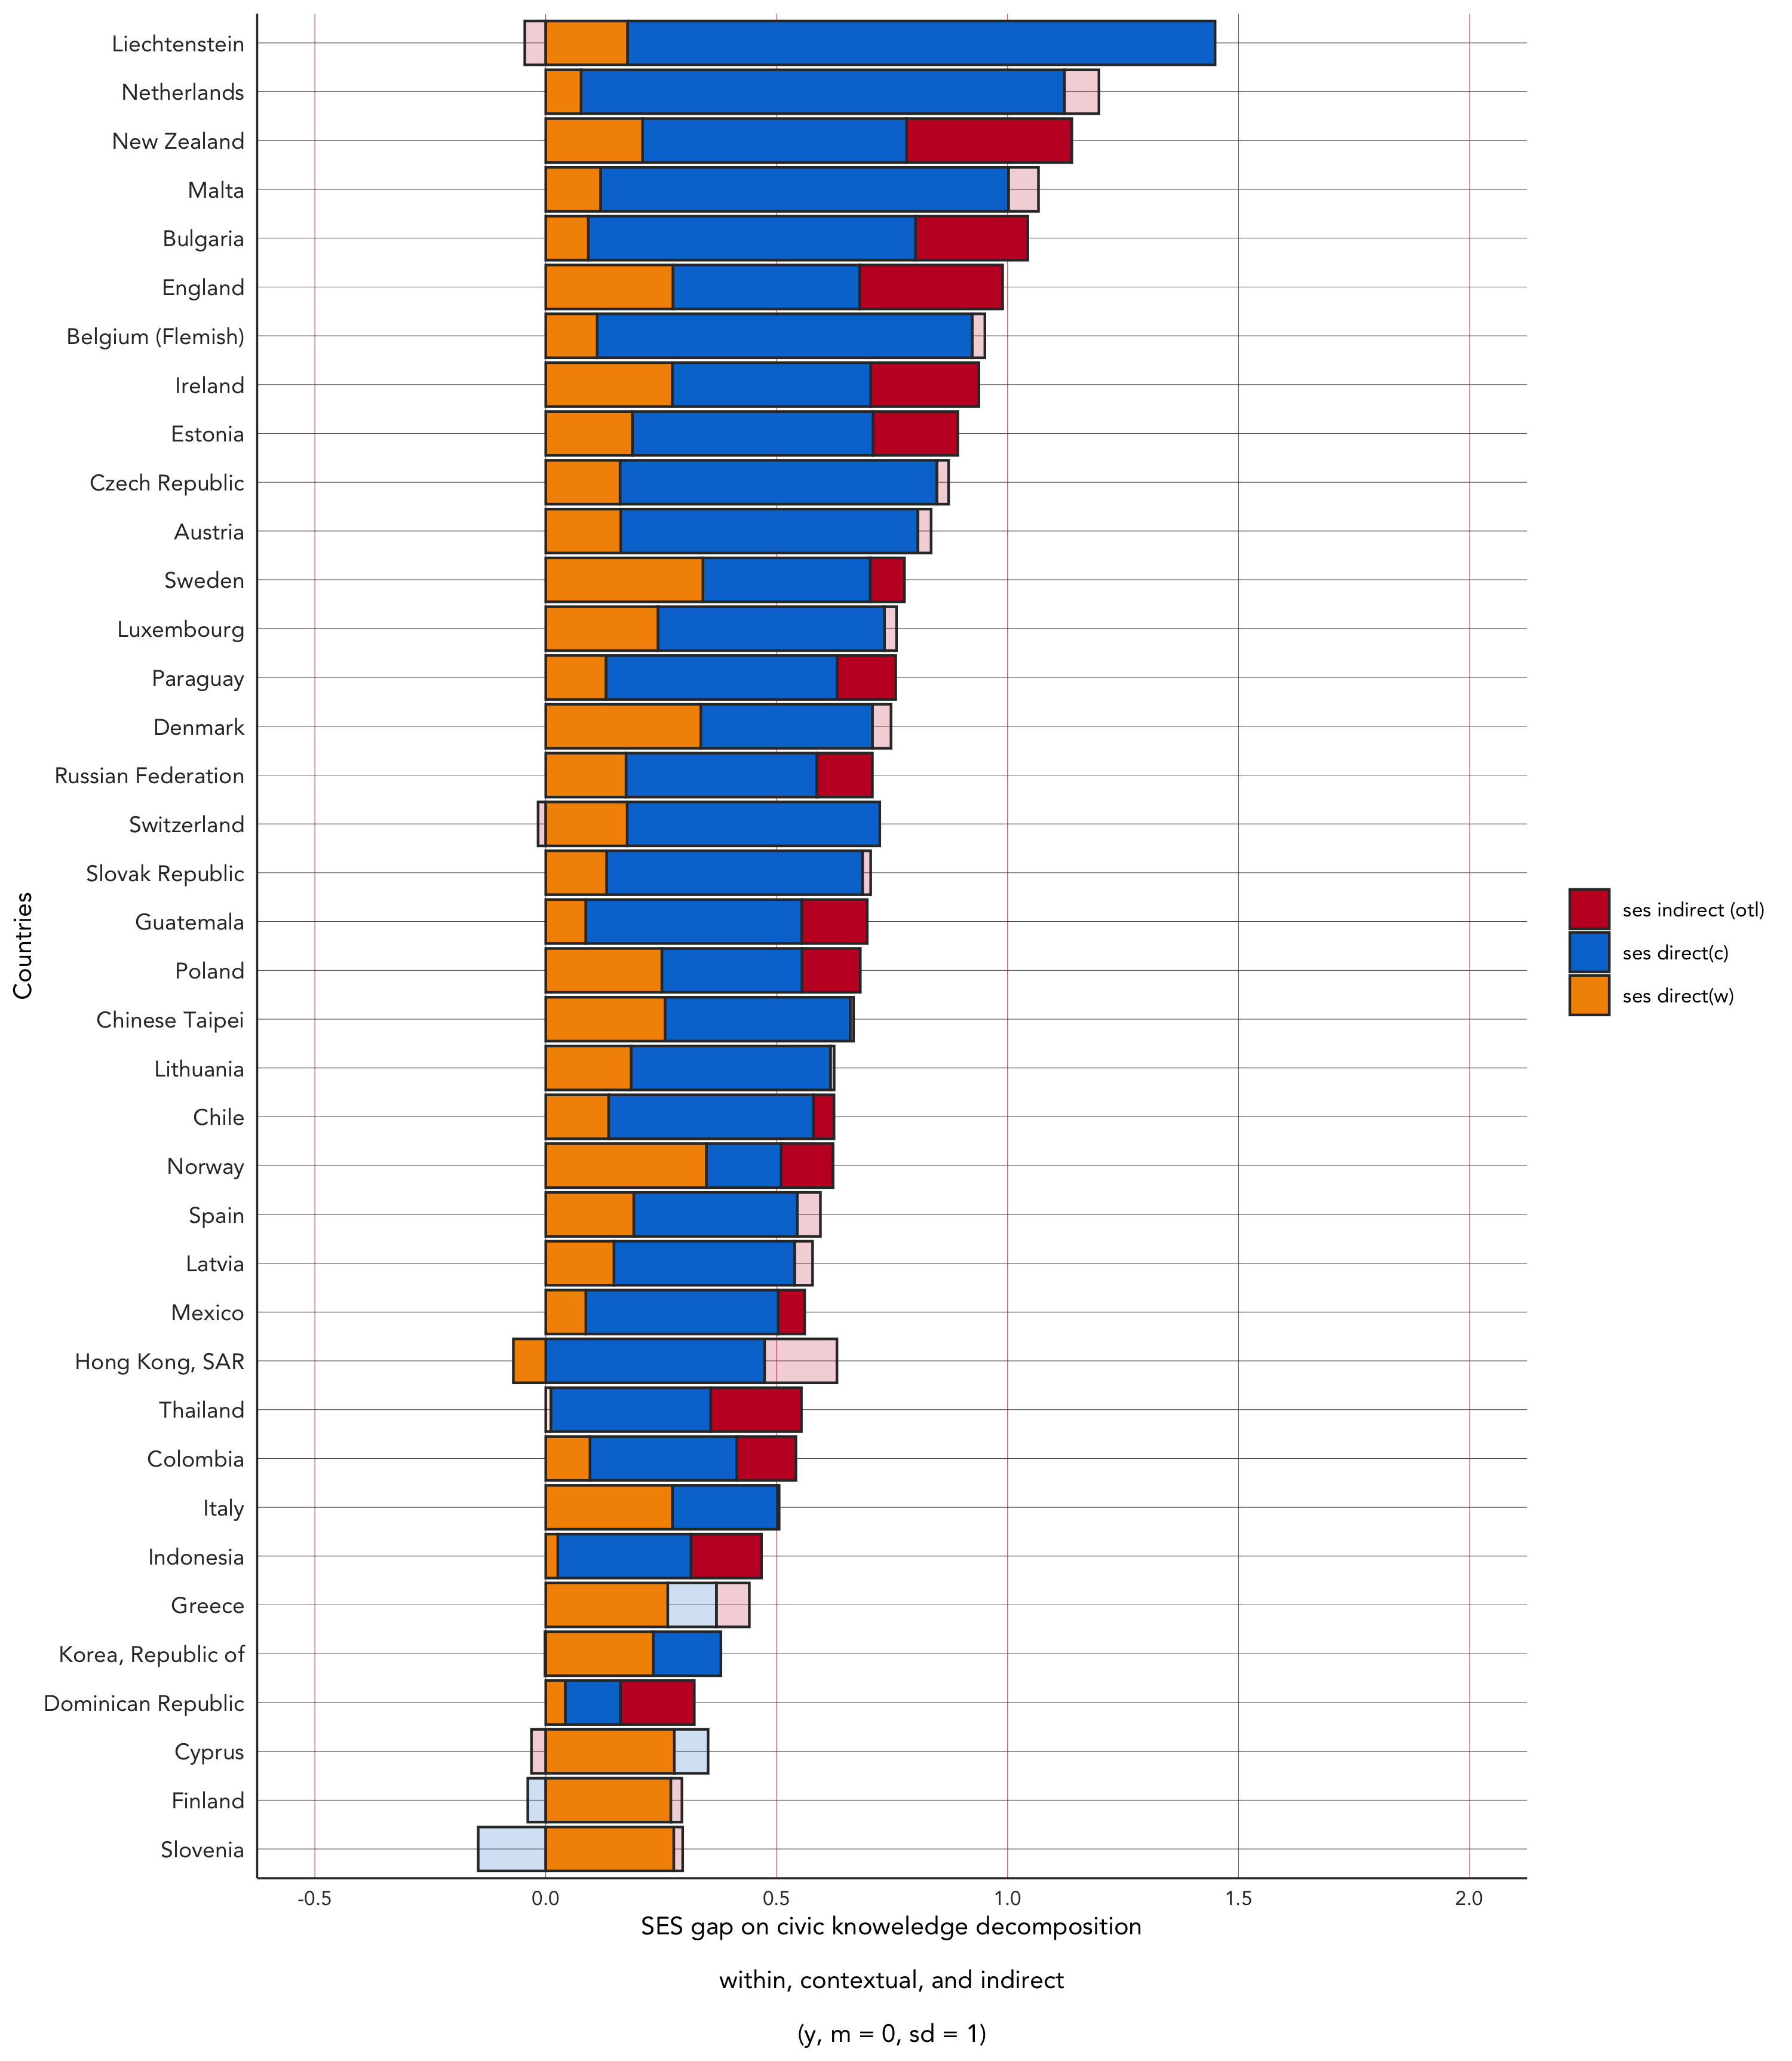 Liechtenstein
Netherlands
New Zealand
Malta
Bulgaria
England
Belgium (Flemish)
Ireland
Estonia
Czech Republic
Austria
Sweden
Luxembourg
Paraguay
Denmark
Russian Federation
Switzerland
Slovak Republic
Guatemala
Poland
Chinese Taipei
Lithuania
Chile
Norway
Spain
Latvia
Mexico
Hong Kong, SAR
Thailand
Colombia
Italy
Indonesia
Greece
Korea, Republic of
Dominican Republic
Cyprus
Finland
Slovenia
Countries
-0.5 0.0 0.5 1.0 1.5 2.0
SES gap on civic knoweledge decomposition
within, contextual, and indirect
(y, m = 0, sd = 1)
ses indirect (otl)
ses direct(c)
ses direct(w)